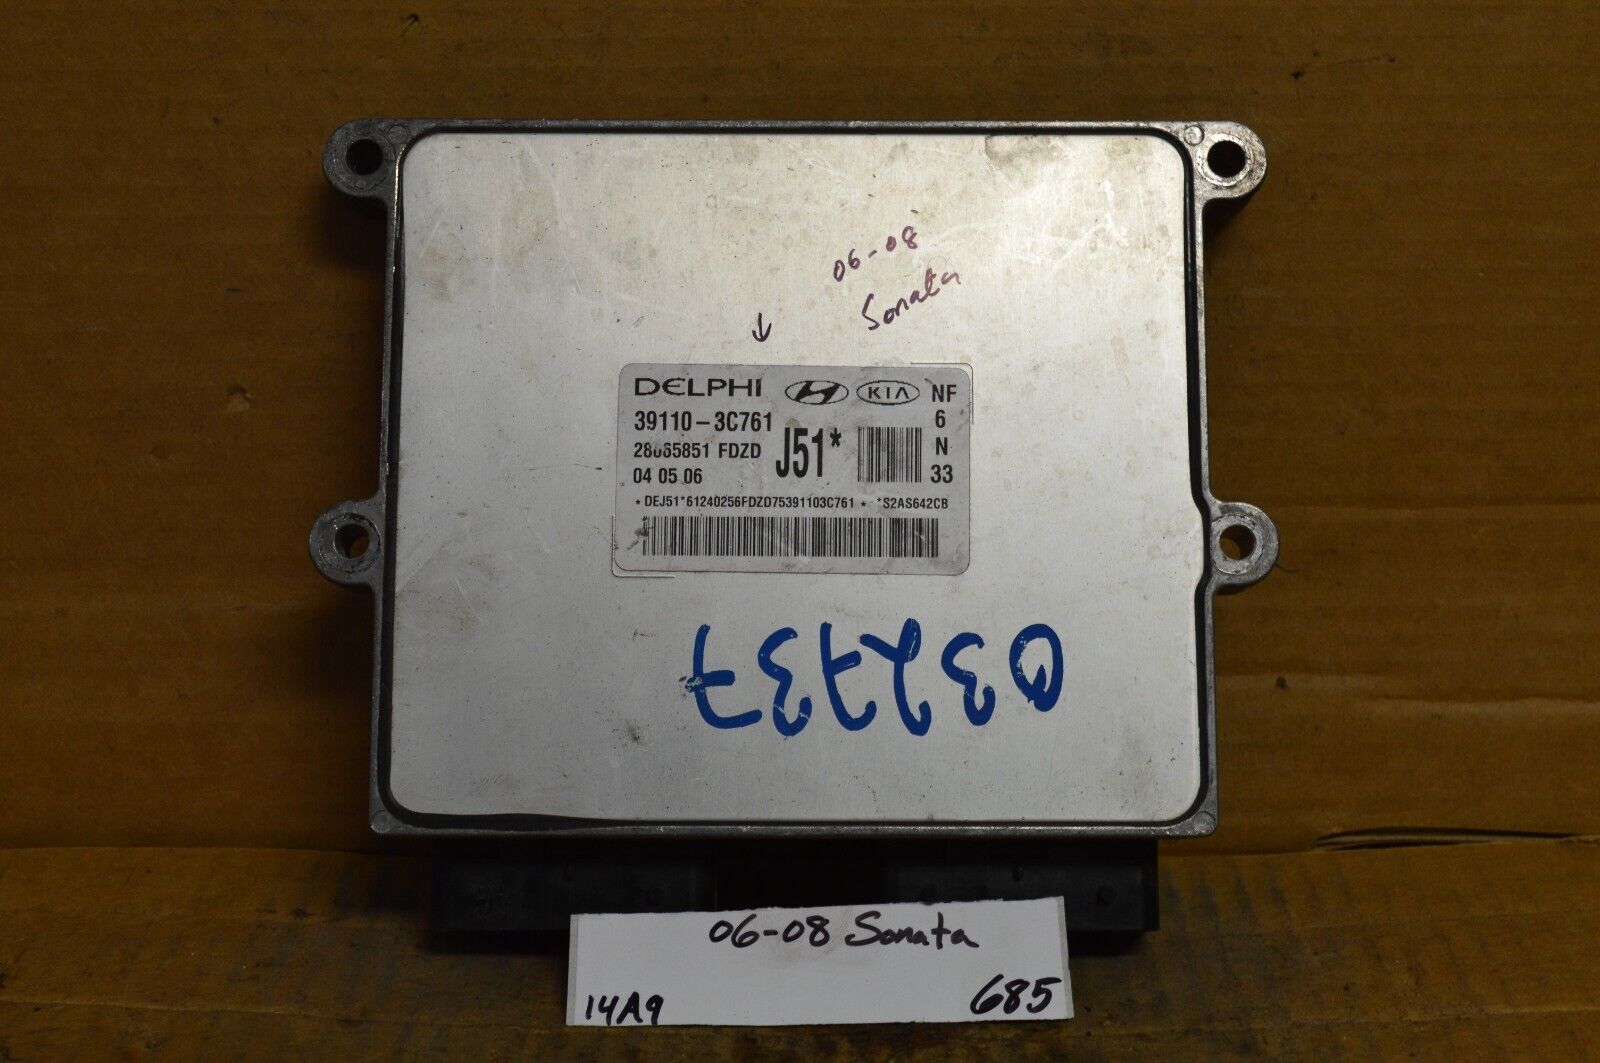 06-08
Sonata
DELPHI KIA NF
39110-3C761 6
28065851 FDZD J51* N
04 05 06 33
* DEJ51*61240256FDZD75391103C761 * *S2AS642CB
06-08 Sonata
14A9 685